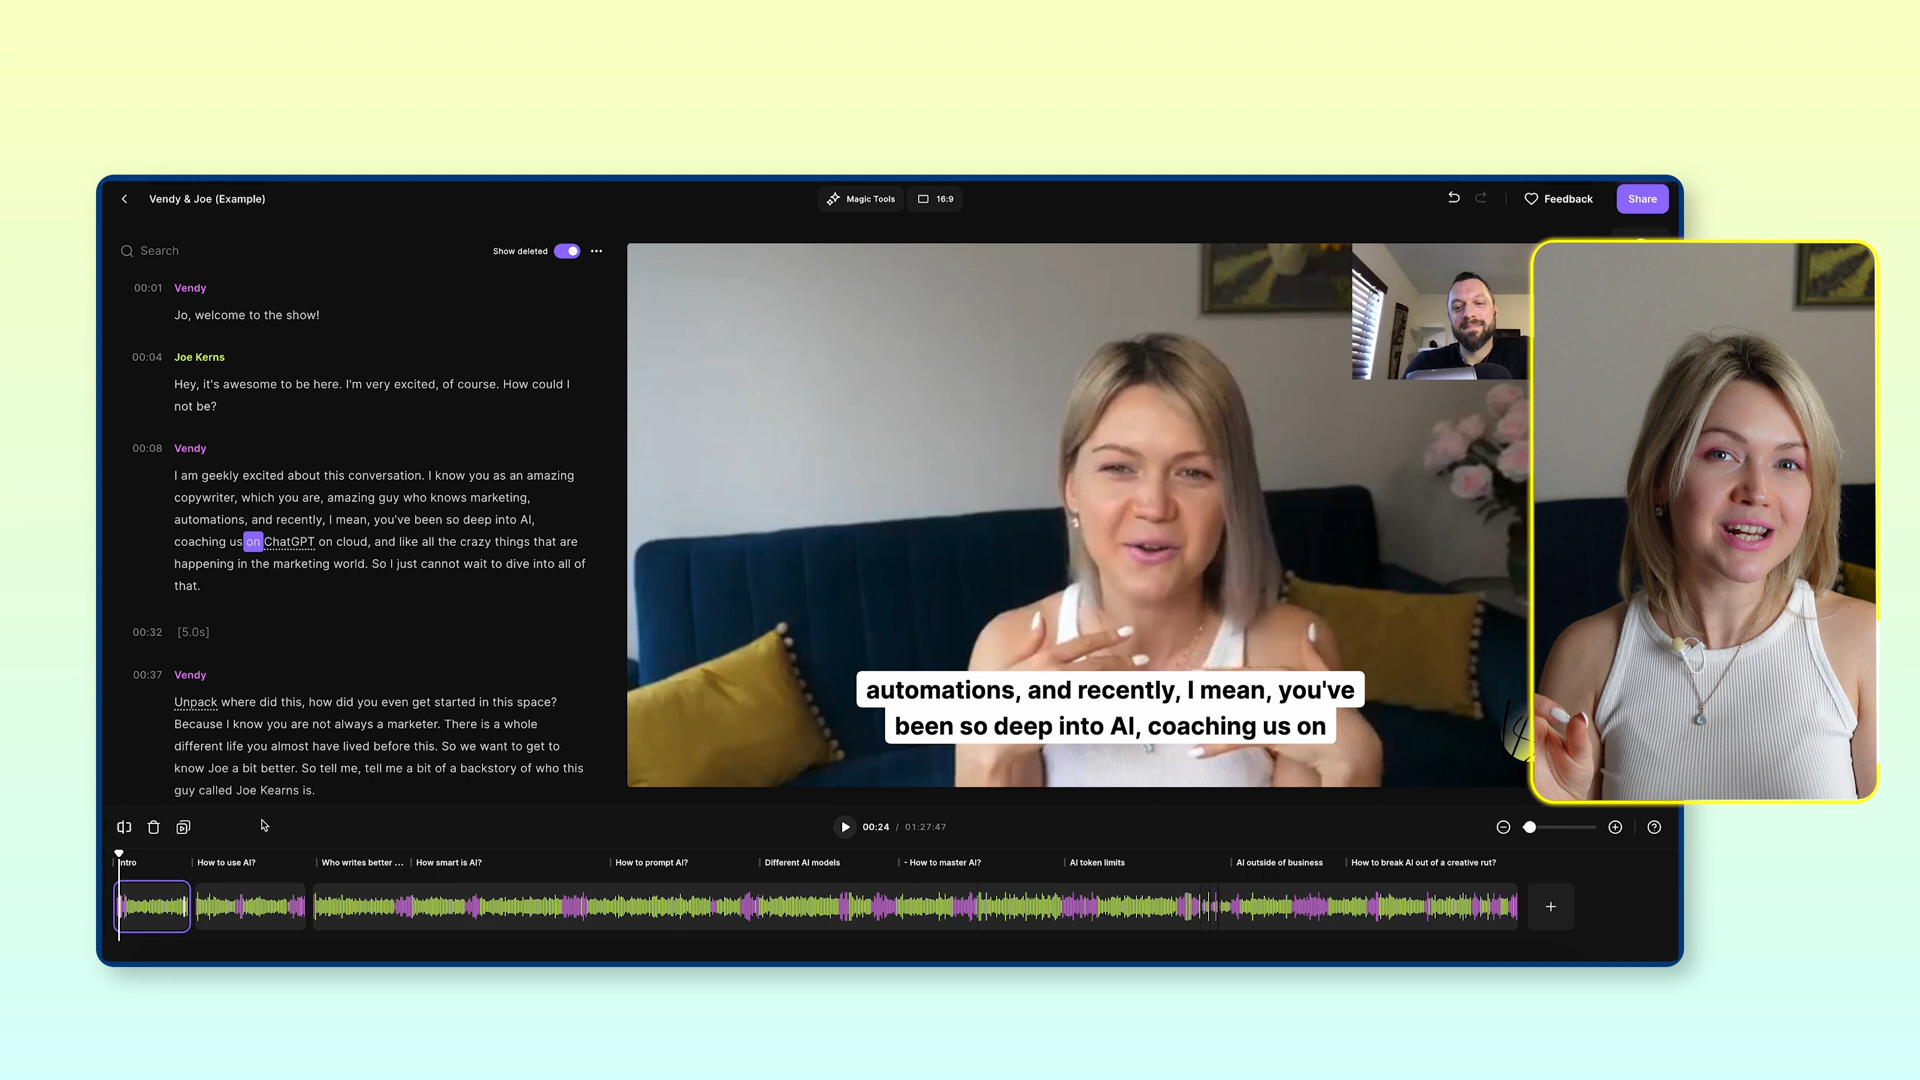 Vendy & Joe (Example)
Magic Tools
16:9
Feedback
Share
Search
Show deleted
00:01 Vendy
Jo, welcome to the show!
00:04 Joe Kerns
Hey, it's awesome to be here. I'm very excited, of course. How could I
not be?
00:08 Vendy
I am geekly excited about this conversation. I know you as an amazing
copywriter, which you are, amazing guy who knows marketing,
automations, and recently, I mean, you've been so deep into AI,
coaching us on ChatGPT on cloud, and like all the crazy things that are
happening in the marketing world. So I just cannot wait to dive into all of
that.
00:32 [5.0s]
00:37 Vendy
Unpack where did this, how did you even get started in this space?
Because I know you are not always a marketer. There is a whole
different life you almost have lived before this. So we want to get to
know Joe a bit better. So tell me, tell me a bit of a backstory of who this
guy called Joe Kearns is.
automations, and recently, I mean, you've
been so deep into AI, coaching us on
00:24 / 01:27:47
Intro
How to use AI?
Who writes better ...
How smart is AI?
How to prompt AI?
Different AI models
- How to master AI?
AI token limits
AI outside of business
How to break AI out of a creative rut?